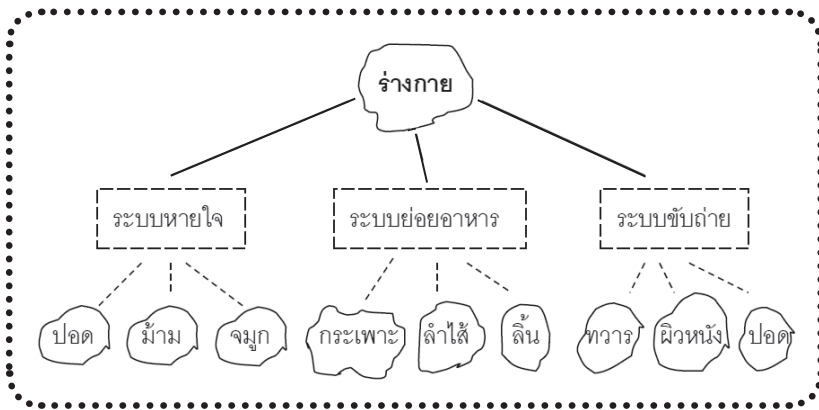 ร่างกาย
ระบบหายใจ ระบบย่อยอาหาร ระบบขับถ่าย
ปอด ม้าม จมูก กระเพาะ ลำไส้ ลิ้น ทวาร ผิวหนัง ปอด